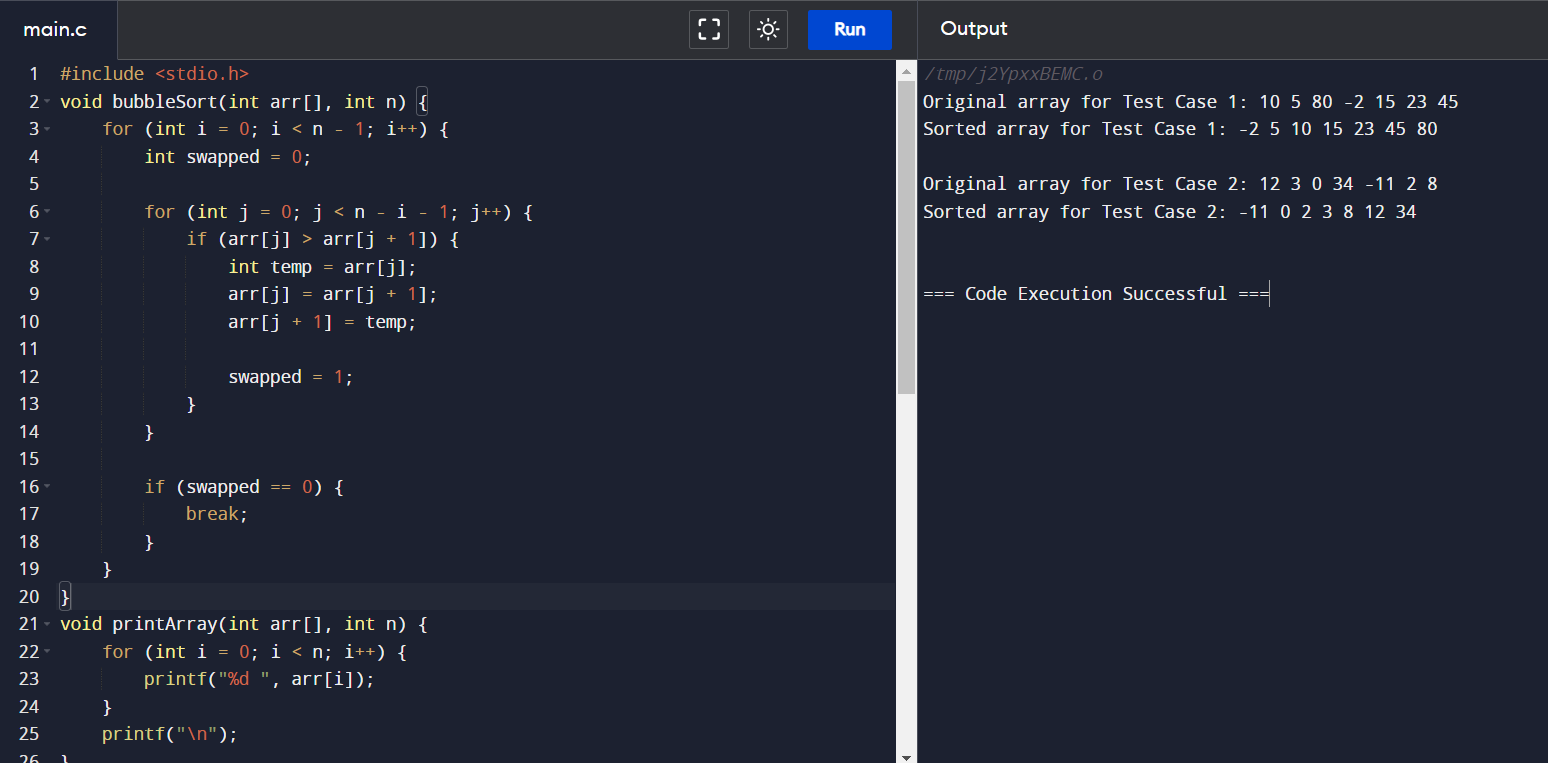 main.c
Run
Output
1 #include <stdio.h>
2 void bubbleSort(int arr[], int n) {
3     for (int i = 0; i < n - 1; i++) {
4         int swapped = 0;
5
6         for (int j = 0; j < n - i - 1; j++) {
7             if (arr[j] > arr[j + 1]) {
8                 int temp = arr[j];
9                 arr[j] = arr[j + 1];
10                 arr[j + 1] = temp;
11
12                 swapped = 1;
13             }
14         }
15
16         if (swapped == 0) {
17             break;
18         }
19     }
20 }
21 void printArray(int arr[], int n) {
22     for (int i = 0; i < n; i++) {
23         printf("%d ", arr[i]);
24     }
25     printf("\n");
26 }
/tmp/j2YpxxBEMC.o
Original array for Test Case 1: 10 5 80 -2 15 23 45
Sorted array for Test Case 1: -2 5 10 15 23 45 80
Original array for Test Case 2: 12 3 0 34 -11 2 8
Sorted array for Test Case 2: -11 0 2 3 8 12 34
=== Code Execution Successful ===